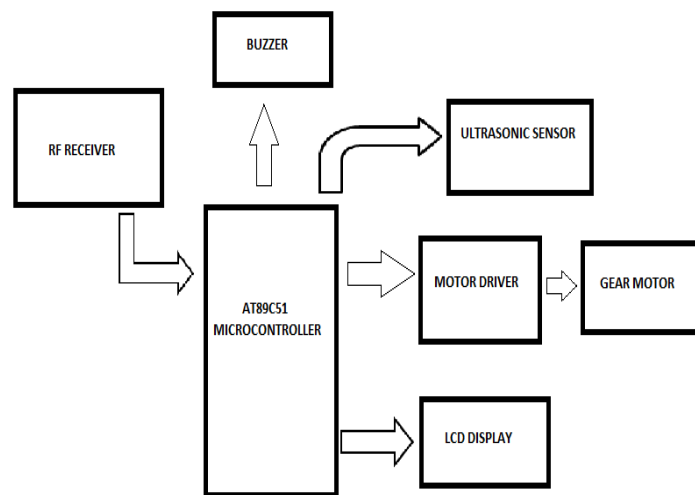 BUZZER
RF RECEIVER
ULTRASONIC SENSOR
AT89C51
MICROCONTROLLER
MOTOR DRIVER
GEAR MOTOR
LCD DISPLAY